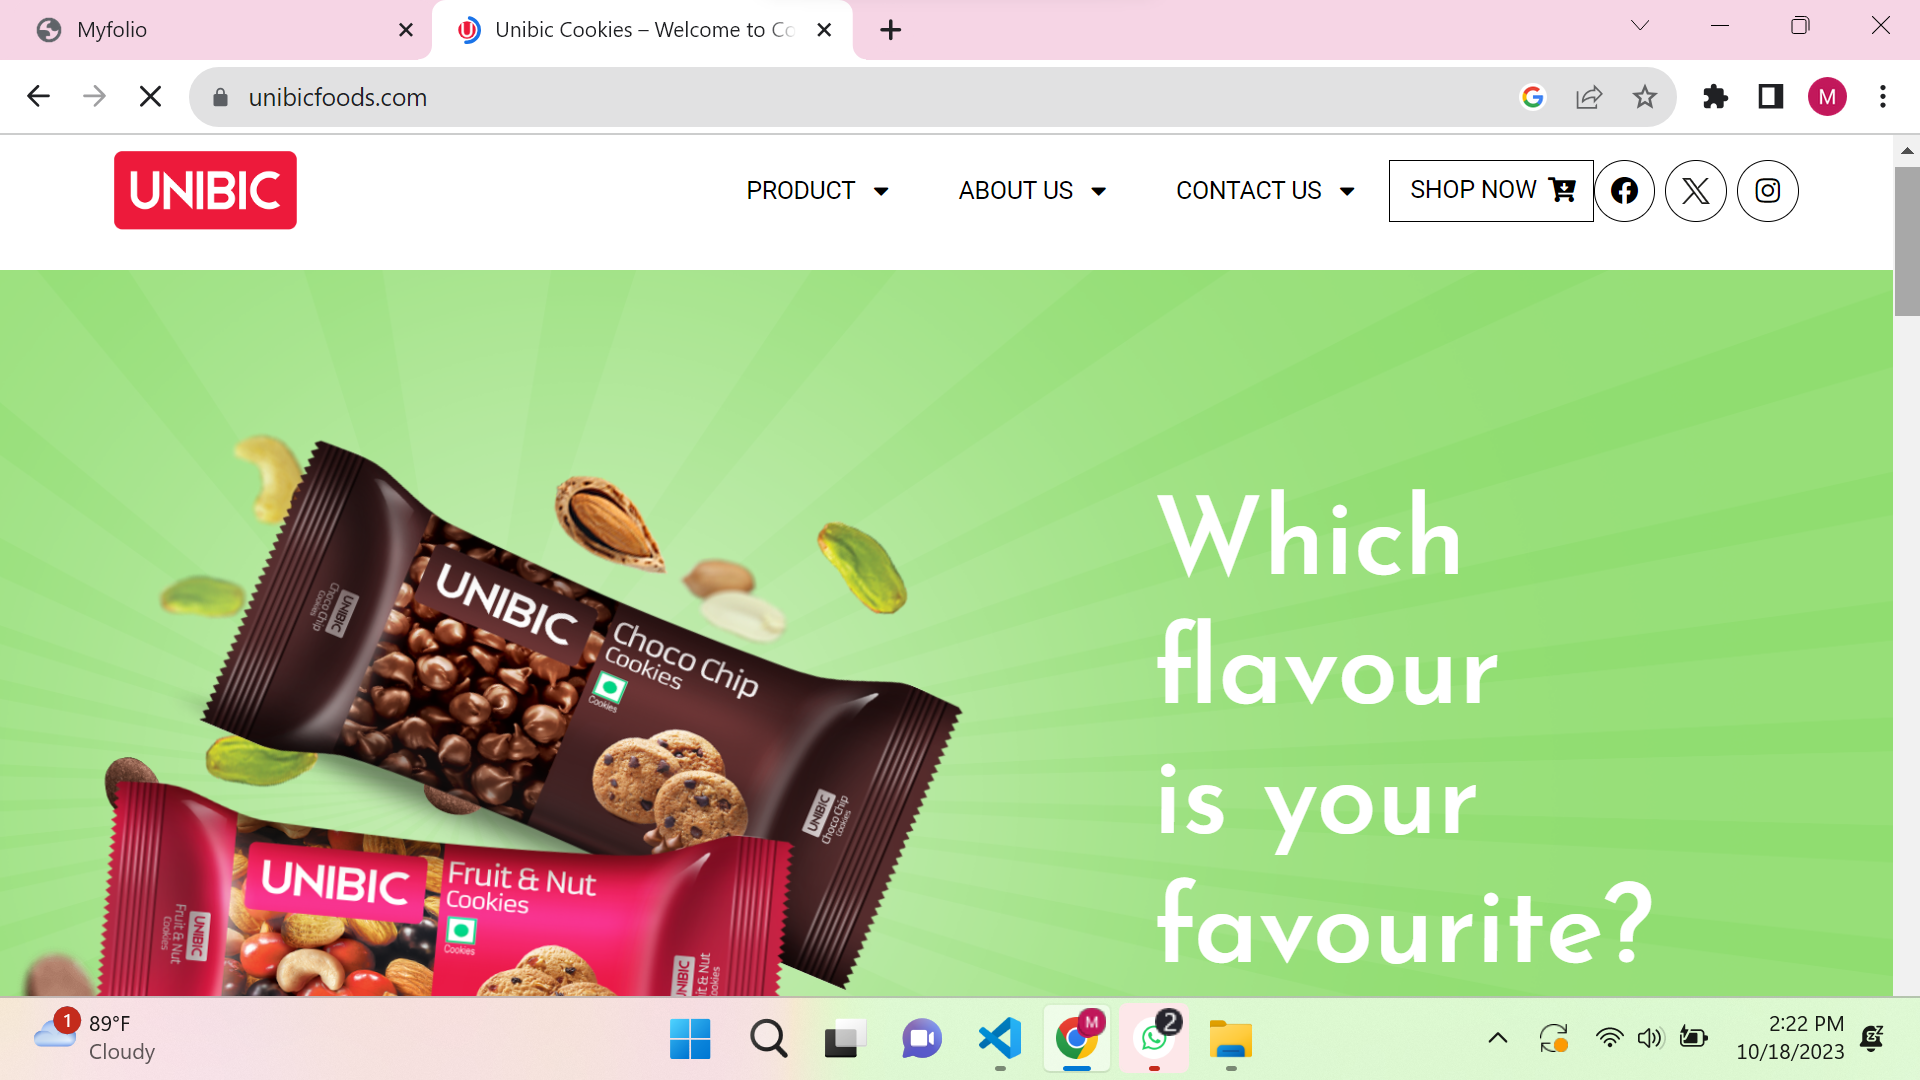 Myfolio
Unibic Cookies – Welcome to Co
unibicfoods.com
M
UNIBIC
PRODUCT
ABOUT US
CONTACT US
SHOP NOW
Which
flavour
is your
favourite?
UNIBIC
Choco Chip
Cookies
Cookies
UNIBIC
Choco Chip
Cookies
UNIBIC
Choco Chip
Cookies
UNIBIC
Fruit & Nut
Cookies
Cookies
UNIBIC
Fruit & Nut
Cookies
UNIBIC
it & Nut
ookies
1
89°F
Cloudy
M
2
2:22 PM
10/18/2023